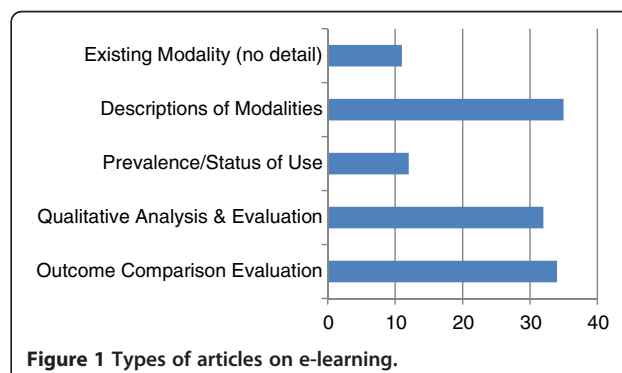 Existing Modality (no detail)
Descriptions of Modalities
Prevalence/Status of Use
Qualitative Analysis & Evaluation
Outcome Comparison Evaluation
0 10 20 30 40
Figure 1 Types of articles on e-learning.